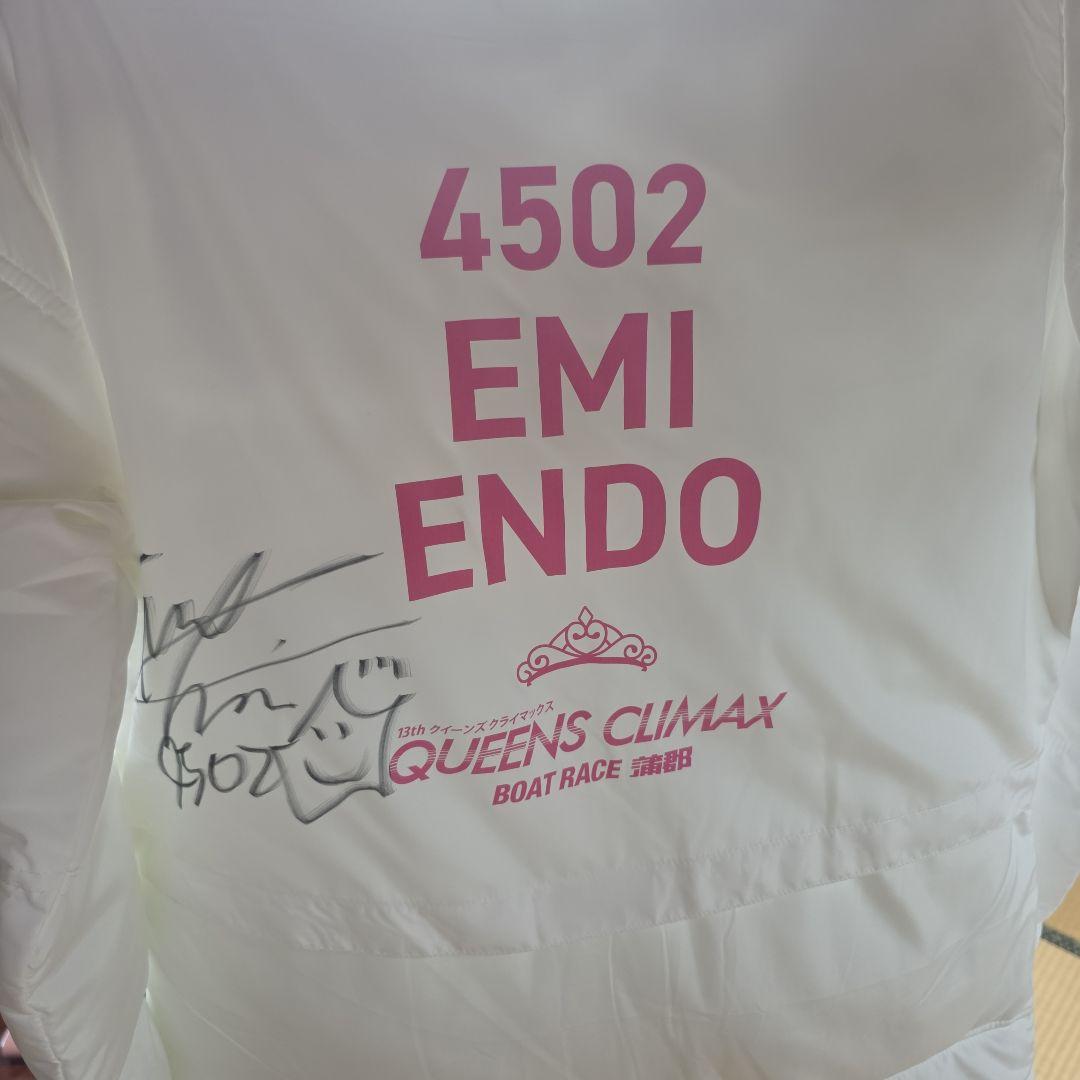 4502
EMI
ENDO
13th クイーンズクライマックス
QUEENS CLIMAX
BOAT RACE 蒲郡
4502